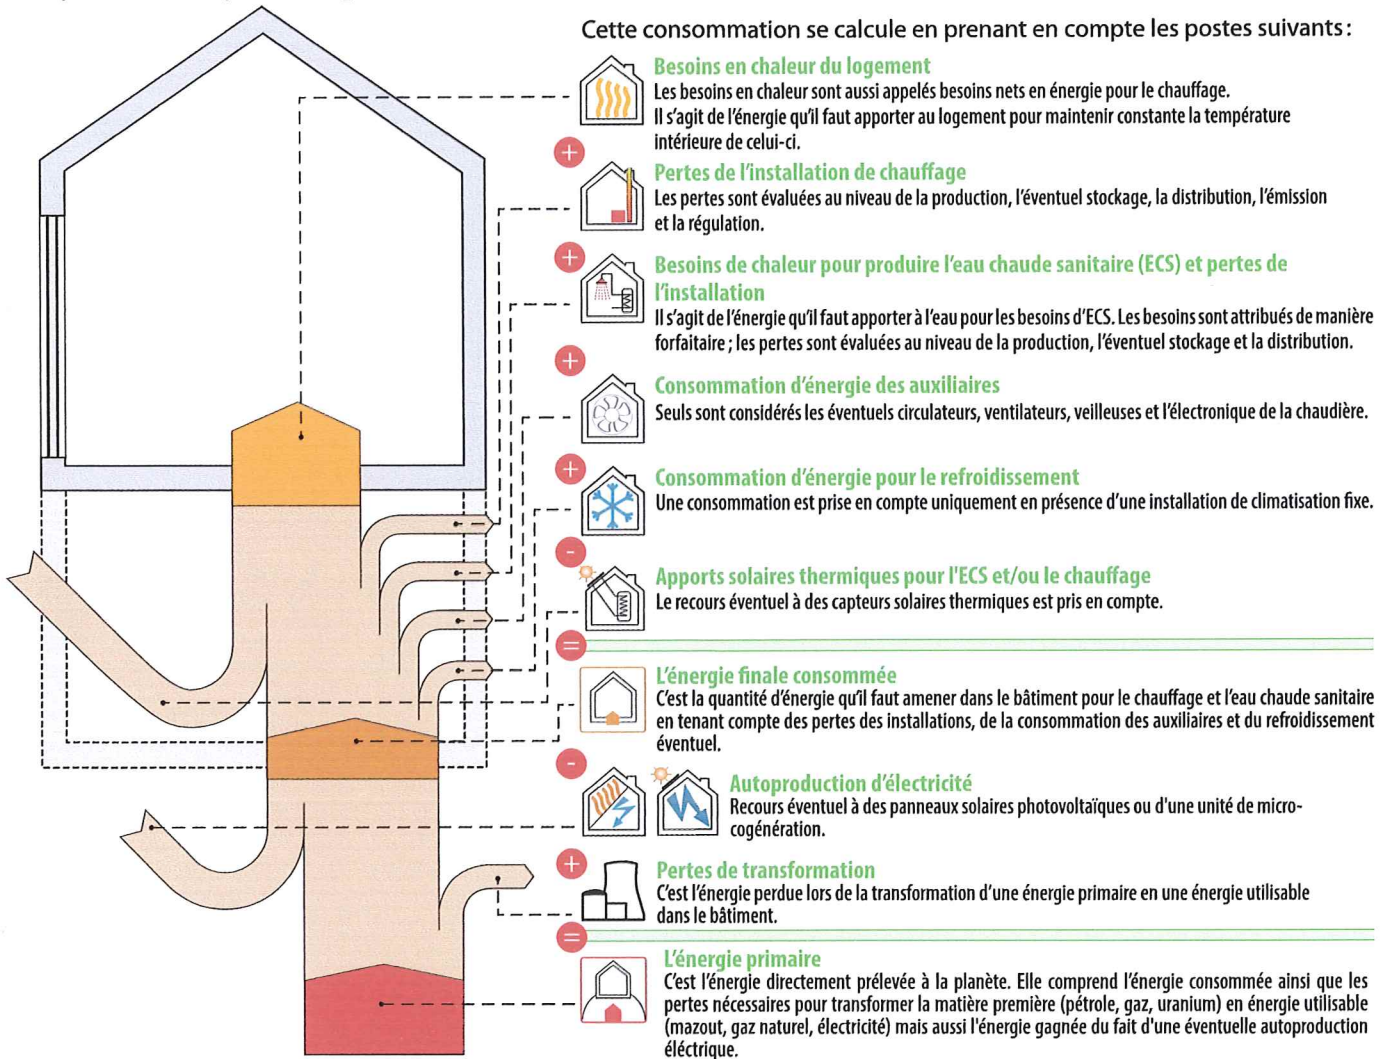 Cette consommation se calcule en prenant en compte les postes suivants :
Besoins en chaleur du logement
Les besoins en chaleur sont aussi appelés besoins nets en énergie pour le chauffage.
Il s'agit de l'énergie qu'il faut apporter au logement pour maintenir constante la température
intérieure de celui-ci.
+
Pertes de l'installation de chauffage
Les pertes sont évaluées au niveau de la production, l'éventuel stockage, la distribution, l'émission
et la régulation.
+
Besoins de chaleur pour produire l'eau chaude sanitaire (ECS) et pertes de
l'installation
Il s'agit de l'énergie qu'il faut apporter à l'eau pour les besoins d'ECS. Les besoins sont attribués de manière
forfaitaire ; les pertes sont évaluées au niveau de la production, l'éventuel stockage et la distribution.
+
Consommation d'énergie des auxiliaires
Seuls sont considérés les éventuels circulateurs, ventilateurs, veilleuses et l'électronique de la chaudière.
+
Consommation d'énergie pour le refroidissement
Une consommation est prise en compte uniquement en présence d'une installation de climatisation fixe.
-
Apports solaires thermiques pour l'ECS et/ou le chauffage
Le recours éventuel à des capteurs solaires thermiques est pris en compte.
=
L'énergie finale consommée
C'est la quantité d'énergie qu'il faut amener dans le bâtiment pour le chauffage et l'eau chaude sanitaire
en tenant compte des pertes des installations, de la consommation des auxiliaires et du refroidissement
éventuel.
-
Autoproduction d'électricité
Recours éventuel à des panneaux solaires photovoltaïques ou d'une unité de micro-
cogénération.
+
Pertes de transformation
C'est l'énergie perdue lors de la transformation d'une énergie primaire en une énergie utilisable
dans le bâtiment.
=
L'énergie primaire
C'est l'énergie directement prélevée à la planète. Elle comprend l'énergie consommée ainsi que les
pertes nécessaires pour transformer la matière première (pétrole, gaz, uranium) en énergie utilisable
(mazout, gaz naturel, électricité) mais aussi l'énergie gagnée du fait d'une éventuelle autoproduction
éléctrique.